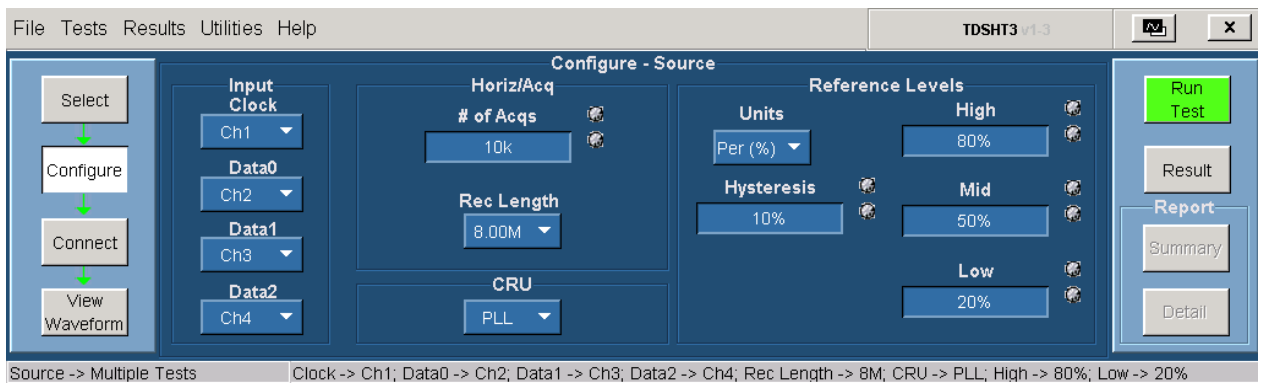 File Tests Results Utilities Help
TDSHT3 v1-3
x
Select
Configure
Connect
View
Waveform
Configure - Source
Input
Clock
Ch1
Data0
Ch2
Data1
Ch3
Data2
Ch4
Horiz/Acq
# of Acqs
10k
Rec Length
8.00M
CRU
PLL
Reference Levels
Units
Per (%)
Hysteresis
10%
High
80%
Mid
50%
Low
20%
Run
Test
Result
Report
Summary
Detail
Source -> Multiple Tests
Clock -> Ch1; Data0 -> Ch2; Data1 -> Ch3; Data2 -> Ch4; Rec Length -> 8M; CRU -> PLL; High -> 80%; Low -> 20%